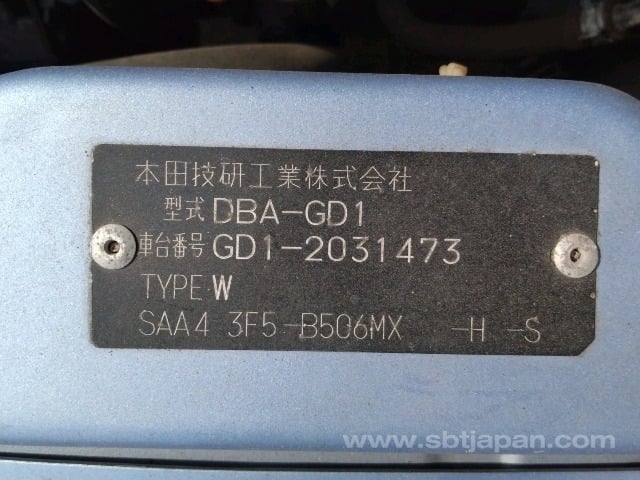 本田技研工業株式会社
型式 DBA-GD1
車台番号 GD1-2031473
TYPE W
SAA4 3F5-B506MX -H -S
www.sbtjapan.com